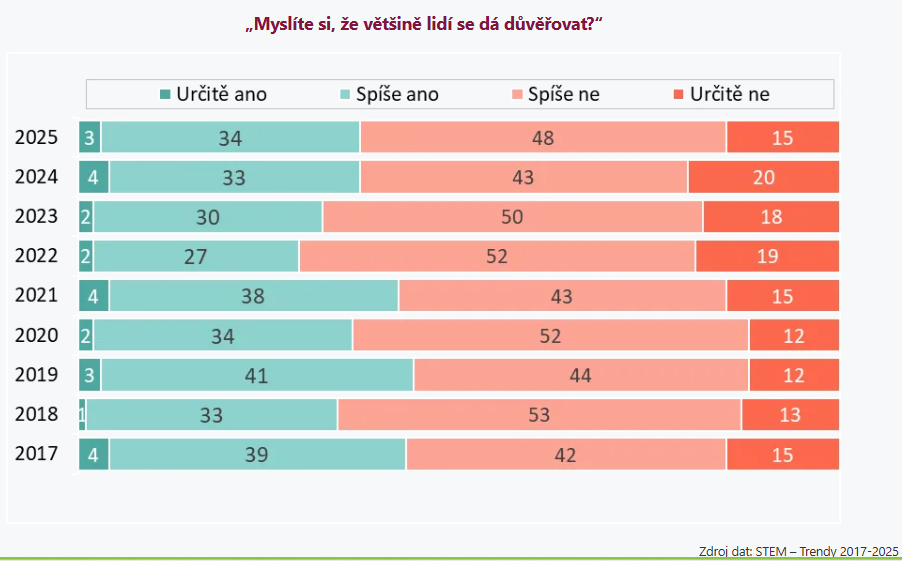 „Myslíte si, že většině lidí se dá důvěřovat?“
Určitě ano Spíše ano Spíše ne Určitě ne
2025 3 34 48 15
2024 4 33 43 20
2023 2 30 50 18
2022 2 27 52 19
2021 4 38 43 15
2020 2 34 52 12
2019 3 41 44 12
2018 1 33 53 13
2017 4 39 42 15
Zdroj dat: STEM – Trendy 2017-2025